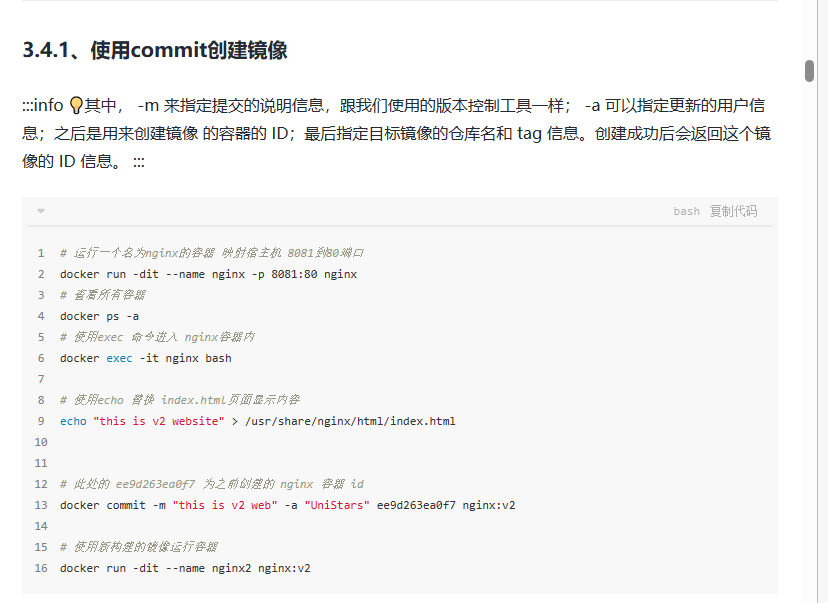 3.4.1、使用commit创建镜像
:::info 💡其中， -m 来指定提交的说明信息，跟我们使用的版本控制工具一样； -a 可以指定更新的用户信
息；之后是用来创建镜像 的容器的 ID；最后指定目标镜像的仓库名和 tag 信息。创建成功后会返回这个镜
像的 ID 信息。 :::
bash 复制代码
1 # 运行一个名为nginx的容器 映射宿主机 8081到80端口
2 docker run -dit --name nginx -p 8081:80 nginx
3 # 查看所有容器
4 docker ps -a
5 # 使用exec 命令进入 nginx容器内
6 docker exec -it nginx bash
7
8 # 使用echo 替换 index.html页面显示内容
9 echo "this is v2 website" > /usr/share/nginx/html/index.html
10
11
12 # 此处的 ee9d263ea0f7 为之前创建的 nginx 容器 id
13 docker commit -m "this is v2 web" -a "UniStars" ee9d263ea0f7 nginx:v2
14
15 # 使用新构建的镜像运行容器
16 docker run -dit --name nginx2 nginx:v2